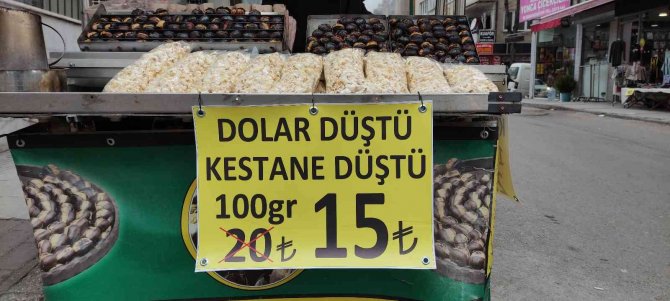 DOLAR DÜŞTÜ
KESTANE DÜŞTÜ
100gr
20 ₺
15 ₺